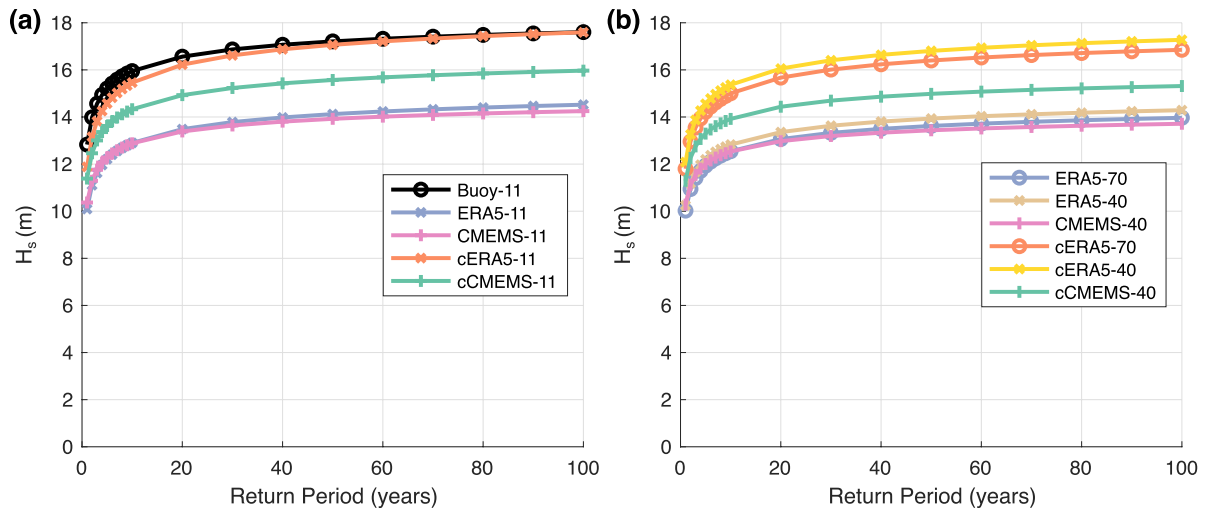 (a)
18
16
14
12
10
8
6
4
2
0
H_s (m)
0 20 40 60 80 100
Return Period (years)
Buoy-11
ERA5-11
CMEMS-11
cERA5-11
cCMEMS-11
(b)
18
16
14
12
10
8
6
4
2
0
H_s (m)
0 20 40 60 80 100
Return Period (years)
ERA5-70
ERA5-40
CMEMS-40
cERA5-70
cERA5-40
cCMEMS-40